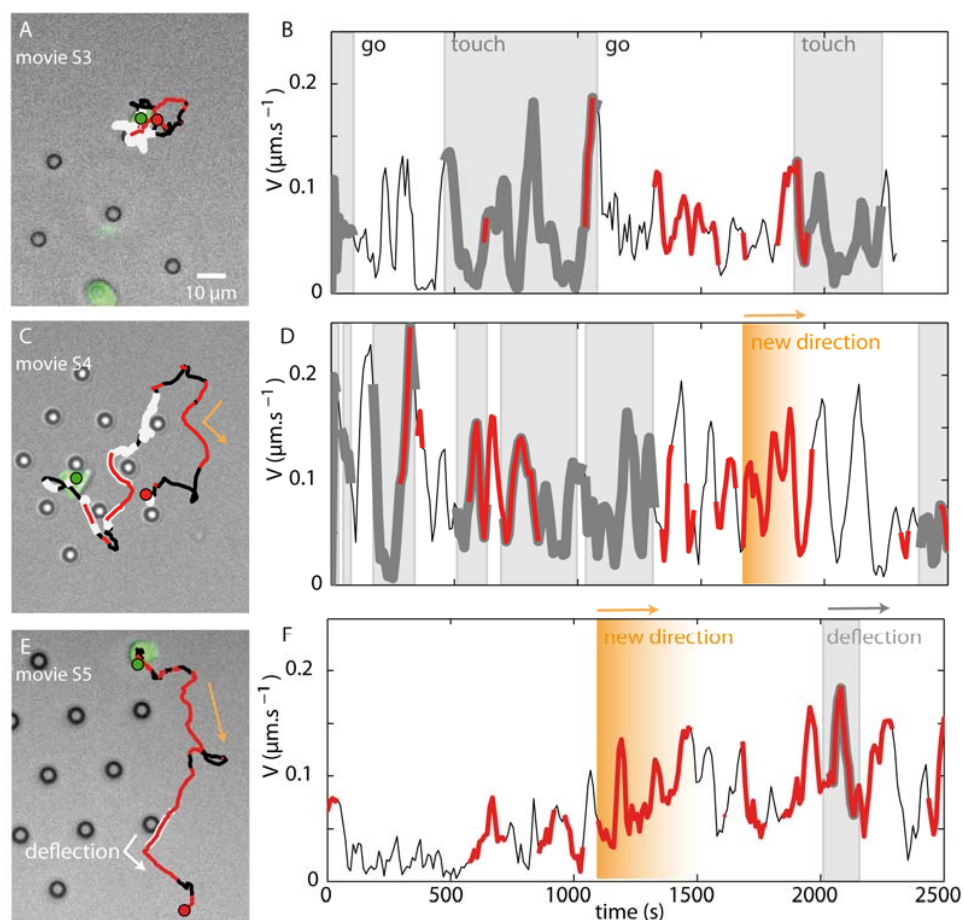 A
movie S3
10 µm
B
go
touch
go
touch
0.2
0.1
0
V (µm.s⁻¹)
C
movie S4
D
new direction
0.2
0.1
0
V (µm.s⁻¹)
E
movie S5
deflection
F
new direction
deflection
0.2
0.1
0
V (µm.s⁻¹)
0
500
1000
1500
2000
2500
time (s)